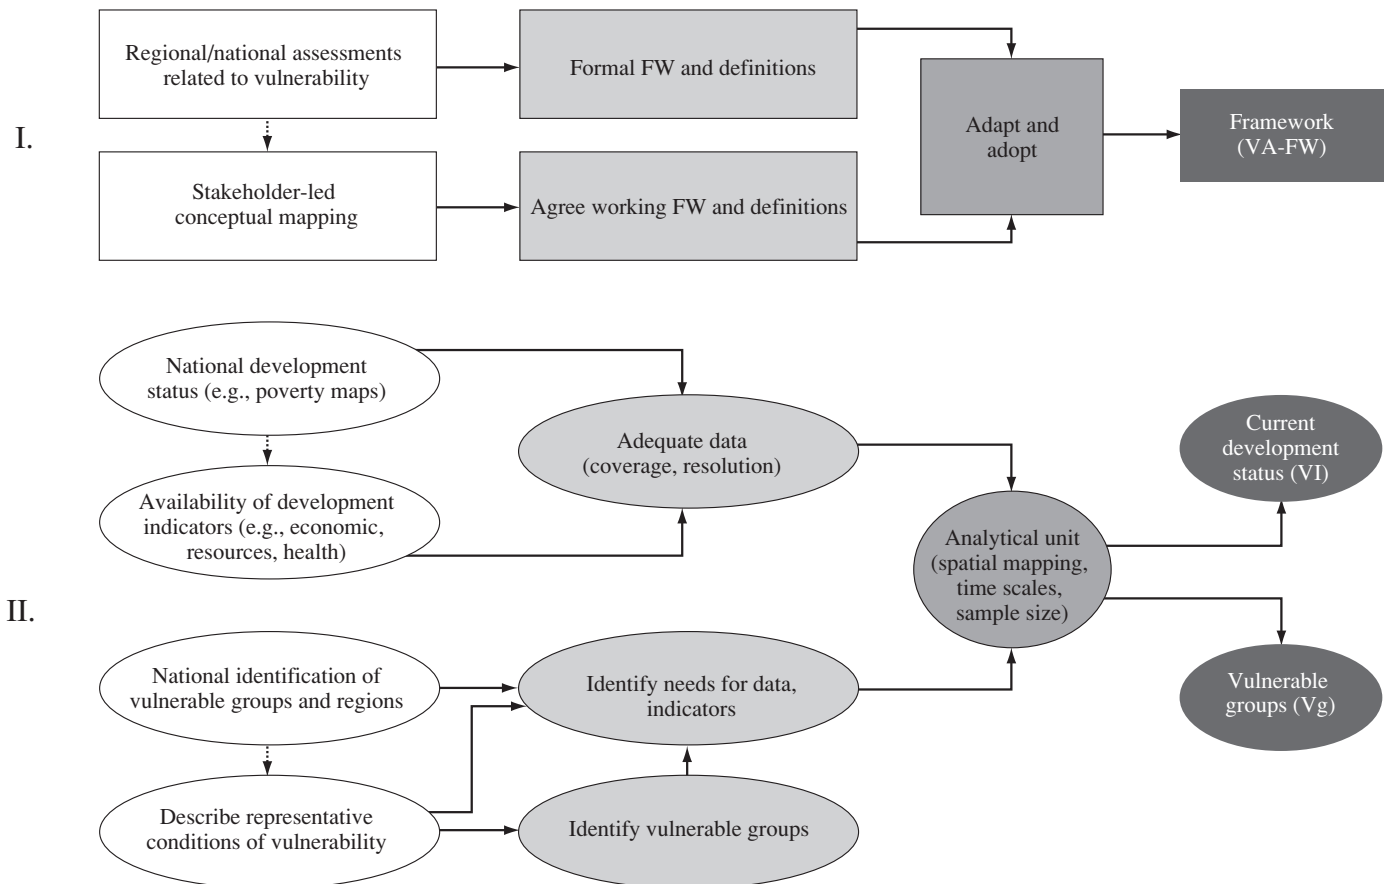 I.
Regional/national assessments
related to vulnerability
Formal FW and definitions
Adapt and
adopt
Framework
(VA-FW)
Stakeholder-led
conceptual mapping
Agree working FW and definitions
II.
National development
status (e.g., poverty maps)
Adequate data
(coverage, resolution)
Availability of development
indicators (e.g., economic,
resources, health)
Analytical unit
(spatial mapping,
time scales,
sample size)
Current
development
status (VI)
Vulnerable
groups (Vg)
National identification of
vulnerable groups and regions
Identify needs for data,
indicators
Describe representative
conditions of vulnerability
Identify vulnerable groups